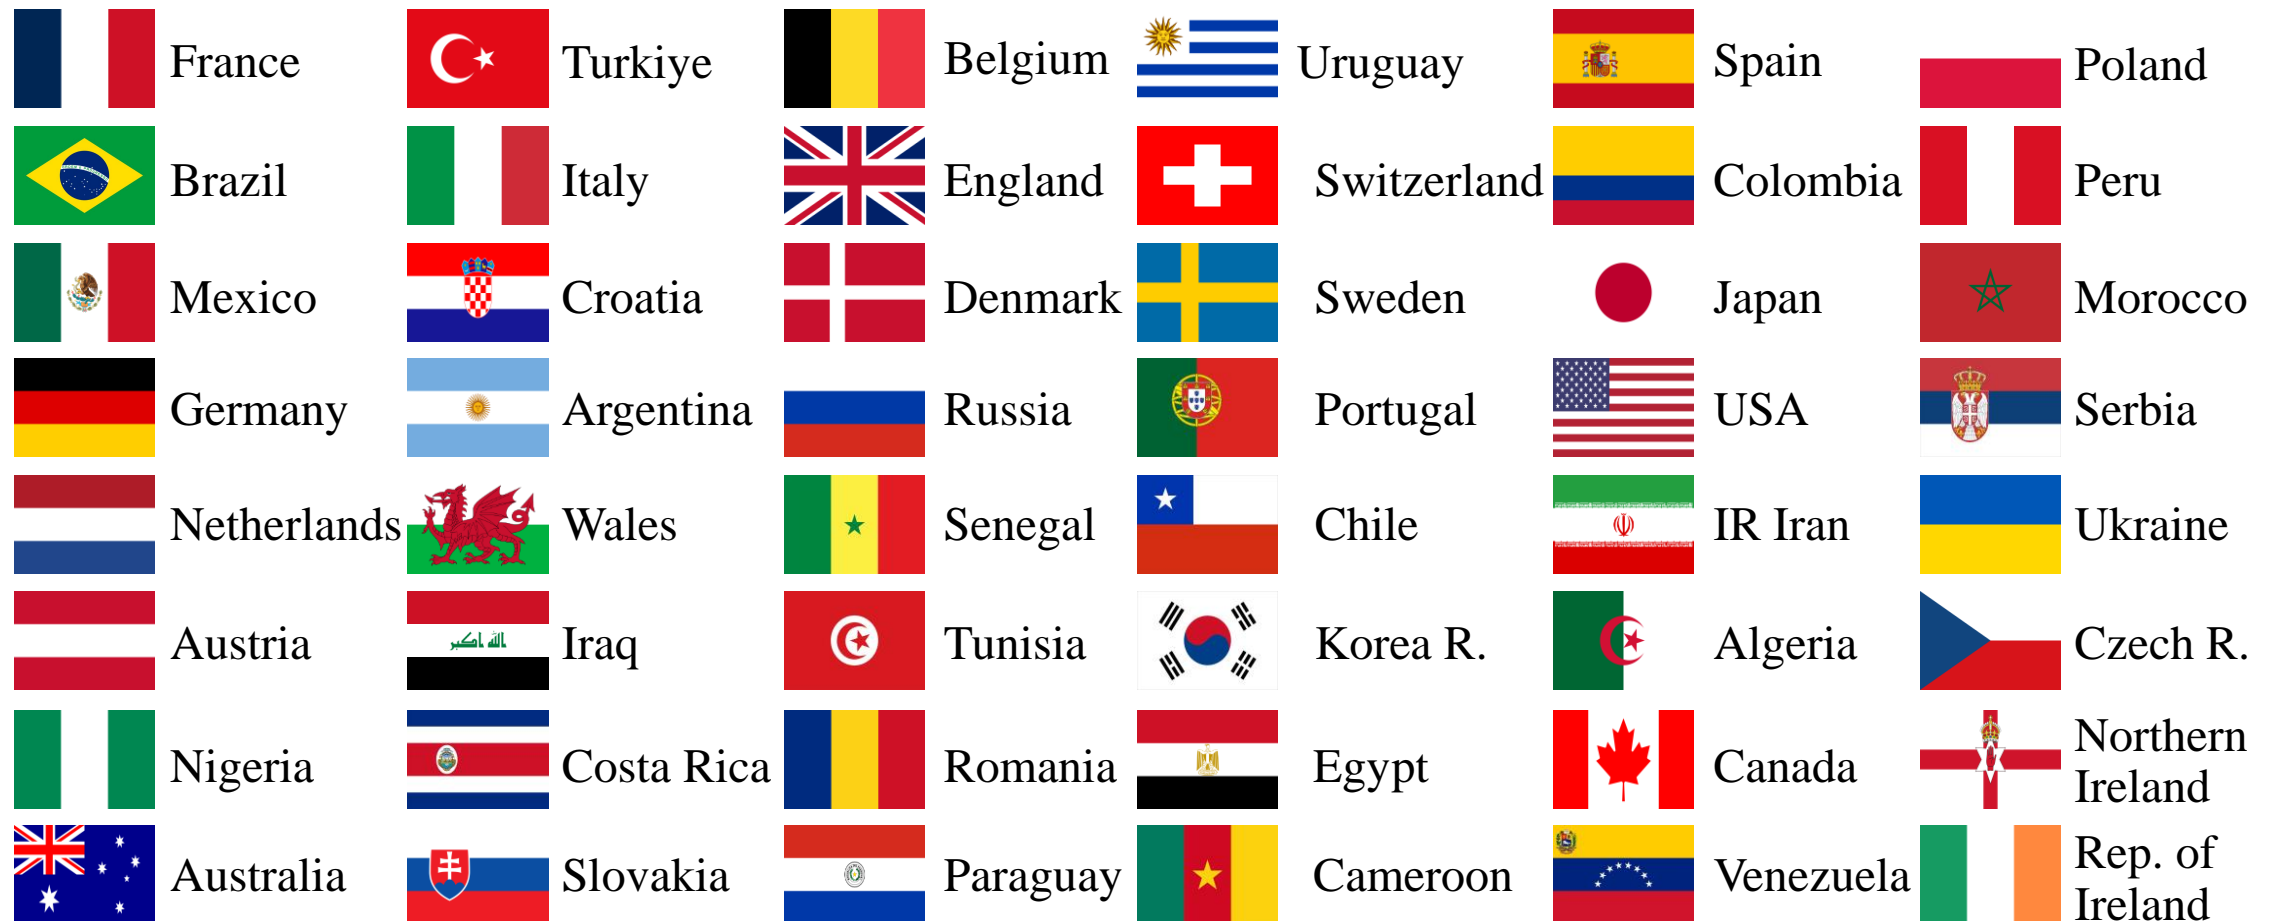 France Turkiye Belgium Uruguay Spain Poland
Brazil Italy England Switzerland Colombia Peru
Mexico Croatia Denmark Sweden Japan Morocco
Germany Argentina Russia Portugal USA Serbia
Netherlands Wales Senegal Chile IR Iran Ukraine
Austria Iraq Tunisia Korea R. Algeria Czech R.
Nigeria Costa Rica Romania Egypt Canada Northern
Ireland
Australia Slovakia Paraguay Cameroon Venezuela Rep. of
Ireland